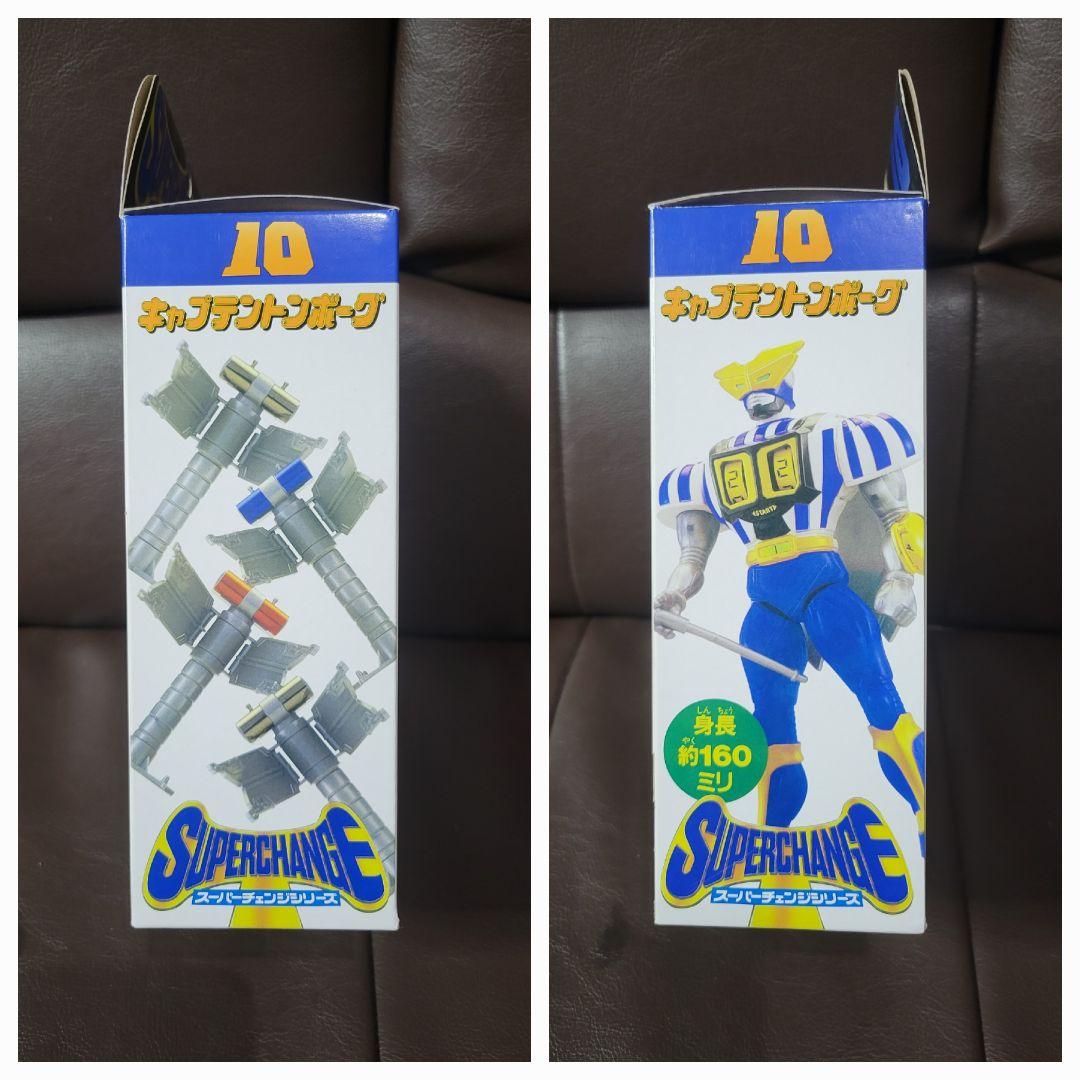 10
キャプテントンボーグ
SUPERCHANGE
スーパーチェンジシリーズ
10
キャプテントンボーグ
◀START▶
しんちょう
身長
やく
約160
ミリ
SUPERCHANGE
スーパーチェンジシリーズ